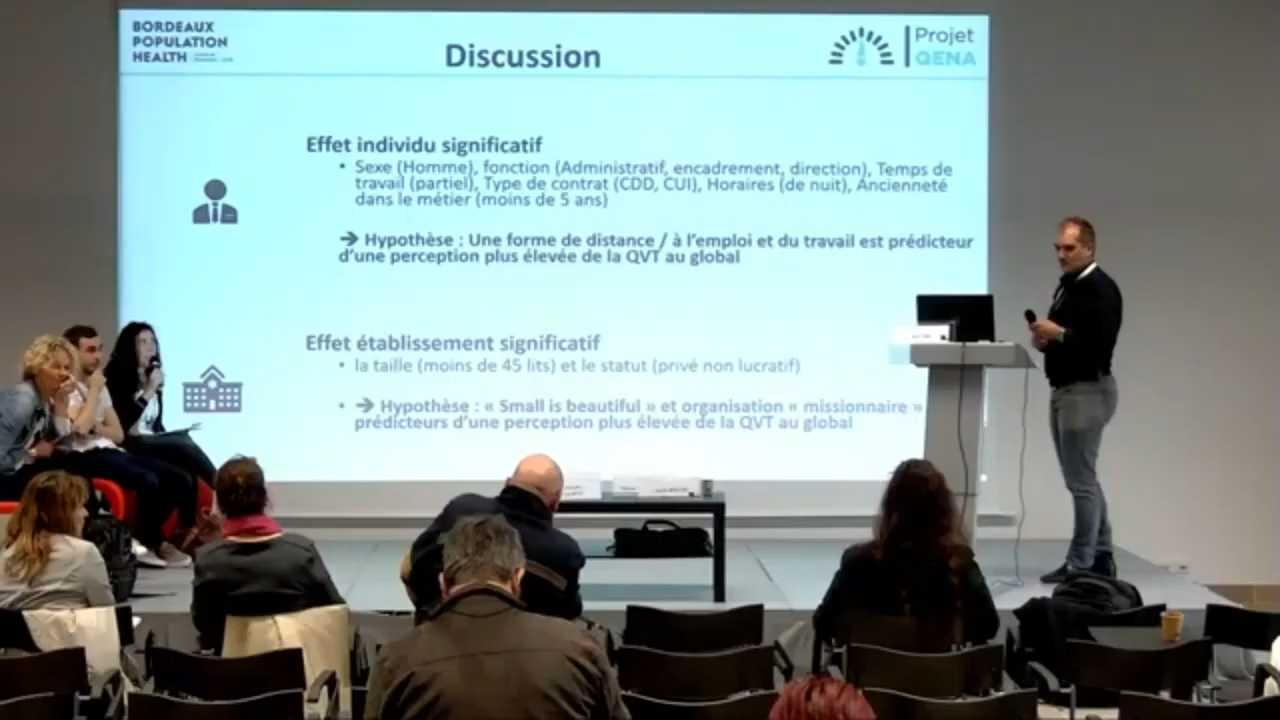 BORDEAUX
POPULATION
HEALTH
Discussion
Projet
QENA
Effet individu significatif
• Sexe (Homme), fonction (Administratif, encadrement, direction), Temps de
travail (partiel), Type de contrat (CDD, CUI), Horaires (de nuit), Ancienneté
dans le métier (moins de 5 ans)
➔ Hypothèse : Une forme de distance / à l'emploi et du travail est prédicteur
d'une perception plus élevée de la QVT au global
Effet établissement significatif
• la taille (moins de 45 lits) et le statut (privé non lucratif)
• ➔ Hypothèse : « Small is beautiful » et organisation « missionnaire »
prédicteurs d'une perception plus élevée de la QVT au global